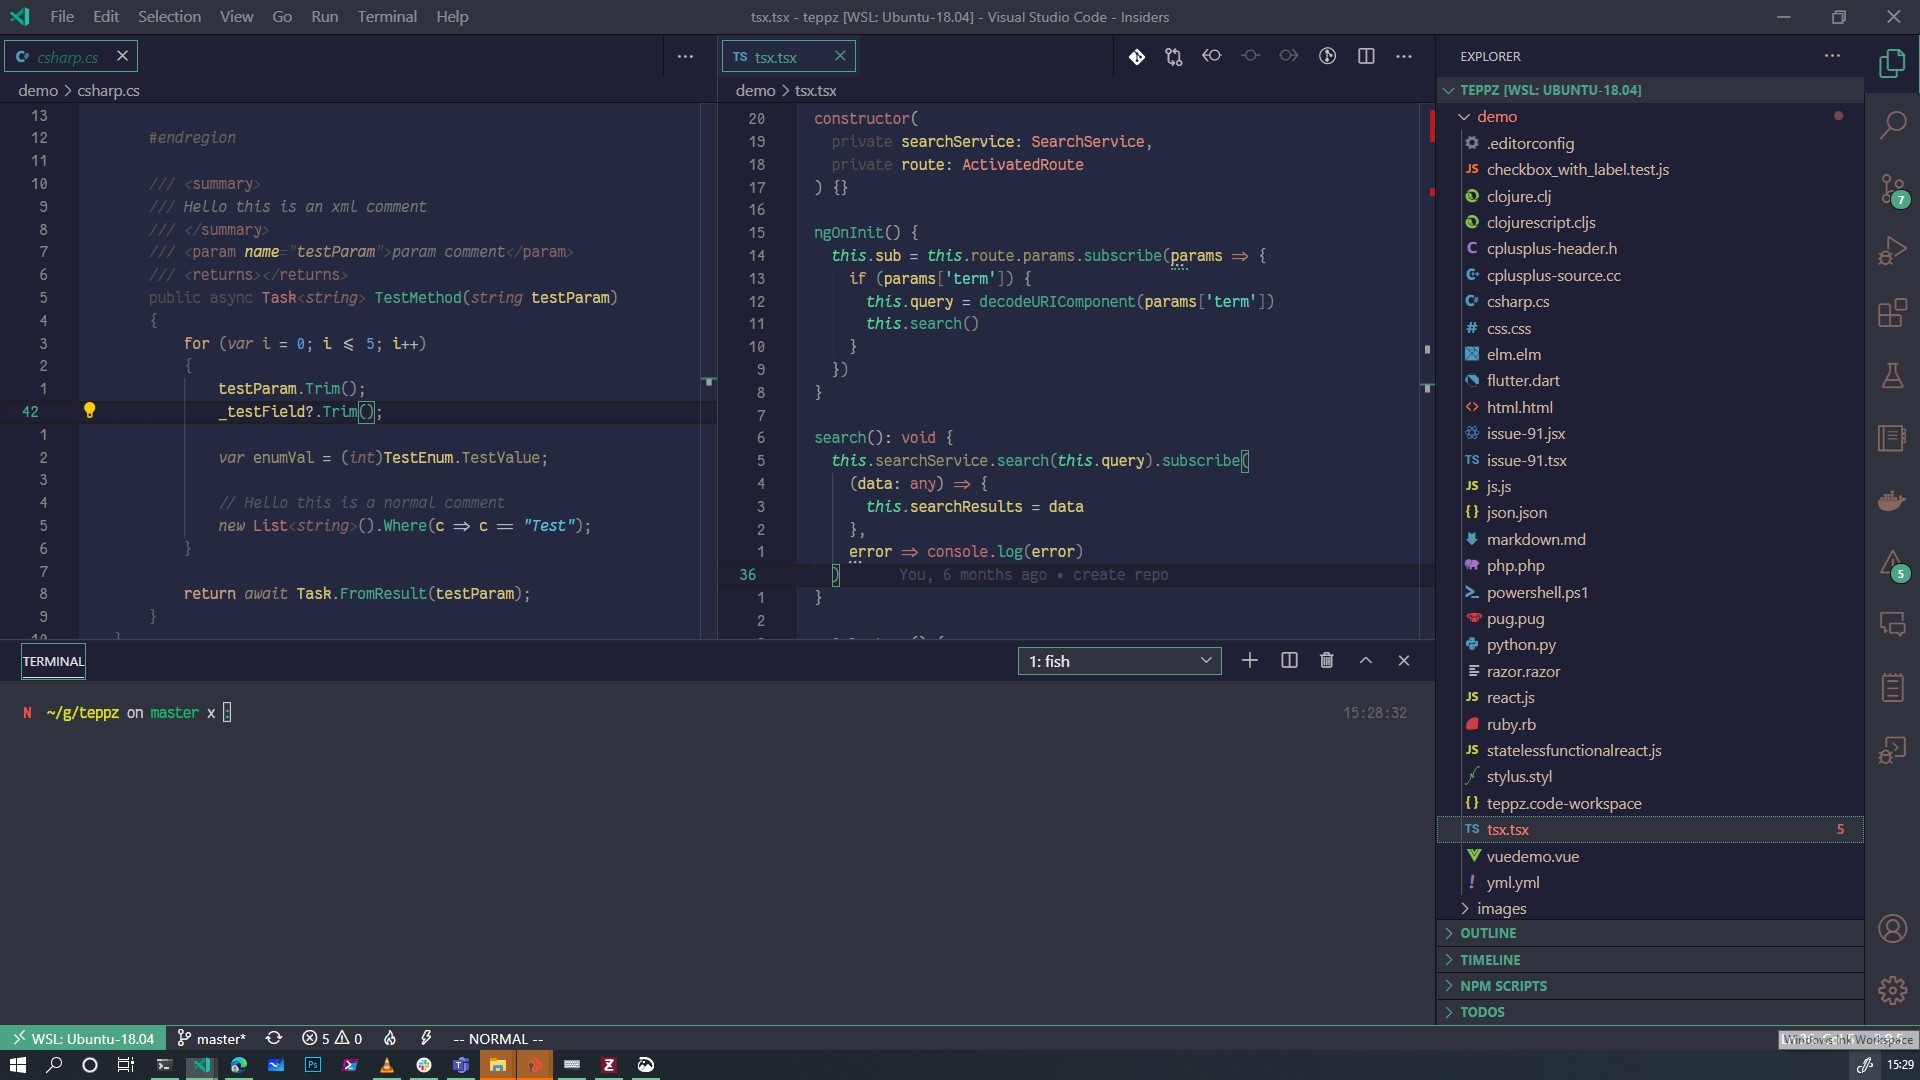 File Edit Selection View Go Run Terminal Help
tsx.tsx - teppz [WSL: Ubuntu-18.04] - Visual Studio Code - Insiders
csharp.cs
demo > csharp.cs
13
12 #endregion
11
10 /// <summary>
9 /// Hello this is an xml comment
8 /// </summary>
7 /// <param name="testParam">param comment</param>
6 /// <returns></returns>
5 public async Task<string> TestMethod(string testParam)
4 {
3 for (var i = 0; i <= 5; i++)
2 {
1 testParam.Trim();
42 _testField?.Trim();
1
2 var enumVal = (int)TestEnum.TestValue;
3
4 // Hello this is a normal comment
5 new List<string>().Where(c => c == "Test");
6 }
7
8 return await Task.FromResult(testParam);
9 }
10 }
TS tsx.tsx
demo > tsx.tsx
20 constructor(
19 private searchService: SearchService,
18 private route: ActivatedRoute
17 ) {}
16
15 ngOnInit() {
14 this.sub = this.route.params.subscribe(params => {
13 if (params['term']) {
12 this.query = decodeURIComponent(params['term'])
11 this.search()
10 }
9 })
8 }
7
6 search(): void {
5 this.searchService.search(this.query).subscribe(
4 (data: any) => {
3 this.searchResults = data
2 },
1 error => console.log(error)
36 ) You, 6 months ago • create repo
1 }
2
TERMINAL
1: fish
N ~/g/teppz on master x :
15:28:32
EXPLORER
TEPPZ [WSL: UBUNTU-18.04]
demo
.editorconfig
JS checkbox_with_label.test.js
clojure.clj
clojurescript.cljs
C cplusplus-header.h
cplusplus-source.cc
csharp.cs
# css.css
elm.elm
flutter.dart
<> html.html
issue-91.jsx
TS issue-91.tsx
JS js.js
{} json.json
markdown.md
php.php
powershell.ps1
pug.pug
python.py
razor.razor
JS react.js
ruby.rb
JS statelessfunctionalreact.js
stylus.styl
{} teppz.code-workspace
TS tsx.tsx 5
vuedemo.vue
! yml.yml
> images
> OUTLINE
> TIMELINE
> NPM SCRIPTS
> TODOS
7
5
WSL: Ubuntu-18.04 master* 5 0 -- NORMAL --
Windows Ink Workspace
Ps
Z
15:29